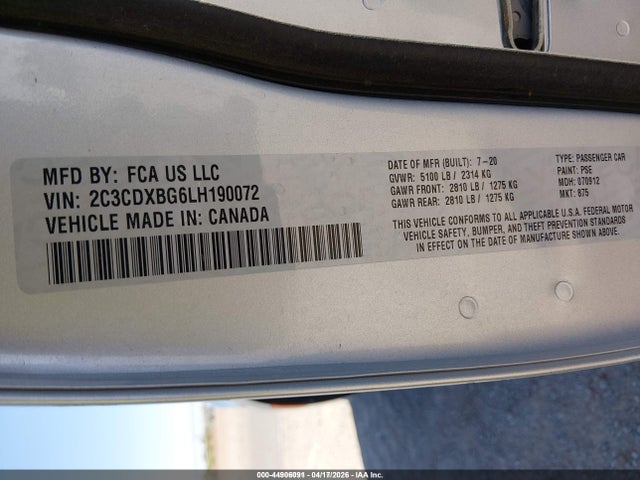 MFD BY: FCA US LLC
VIN: 2C3CDXBG6LH190072
VEHICLE MADE IN: CANADA
DATE OF MFR (BUILT): 7-20
GVWR: 5100 LB / 2314 KG
GAWR FRONT: 2810 LB / 1275 KG
GAWR REAR: 2810 LB / 1275 KG
TYPE: PASSENGER CAR
PAINT: PSE
MDH: 070912
MKT: 875
THIS VEHICLE CONFORMS TO ALL APPLICABLE U.S.A. FEDERAL MOTOR
VEHICLE SAFETY, BUMPER, AND THEFT PREVENTION STANDARDS
IN EFFECT ON THE DATE OF MANUFACTURE SHOWN ABOVE.
000-44906091 - 04/17/2026 - IAA Inc.